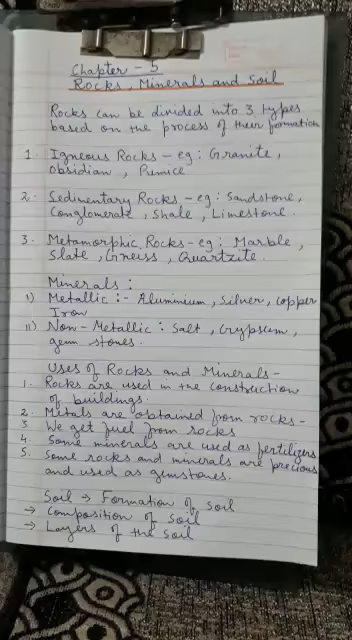 Chapter - 5
Rocks, Minerals and Soil
Rocks can be divided into 3 types
based on the process of their formation
1. Igneous Rocks - eg: Granite,
Obsidian, Pumice
2. Sedimentary Rocks - eg: Sandstone,
Conglomerate, Shale, Limestone.
3. Metamorphic Rocks - eg: Marble,
Slate, Gneiss, Quartzite.
Minerals:
i) Metallic :- Aluminium, Silver, Copper
Iron
ii) Non-Metallic: Salt, Gypsum,
gem stones.
Uses of Rocks and Minerals -
1. Rocks are used in the construction
of buildings.
2. Metals are obtained from rocks -
3. We get fuel from rocks
4. Some minerals are used as fertilizers
5. Some rocks and minerals are precious
and used as gemstones.
Soil → Formation of soil
→ Composition of soil
→ Layers of the soil